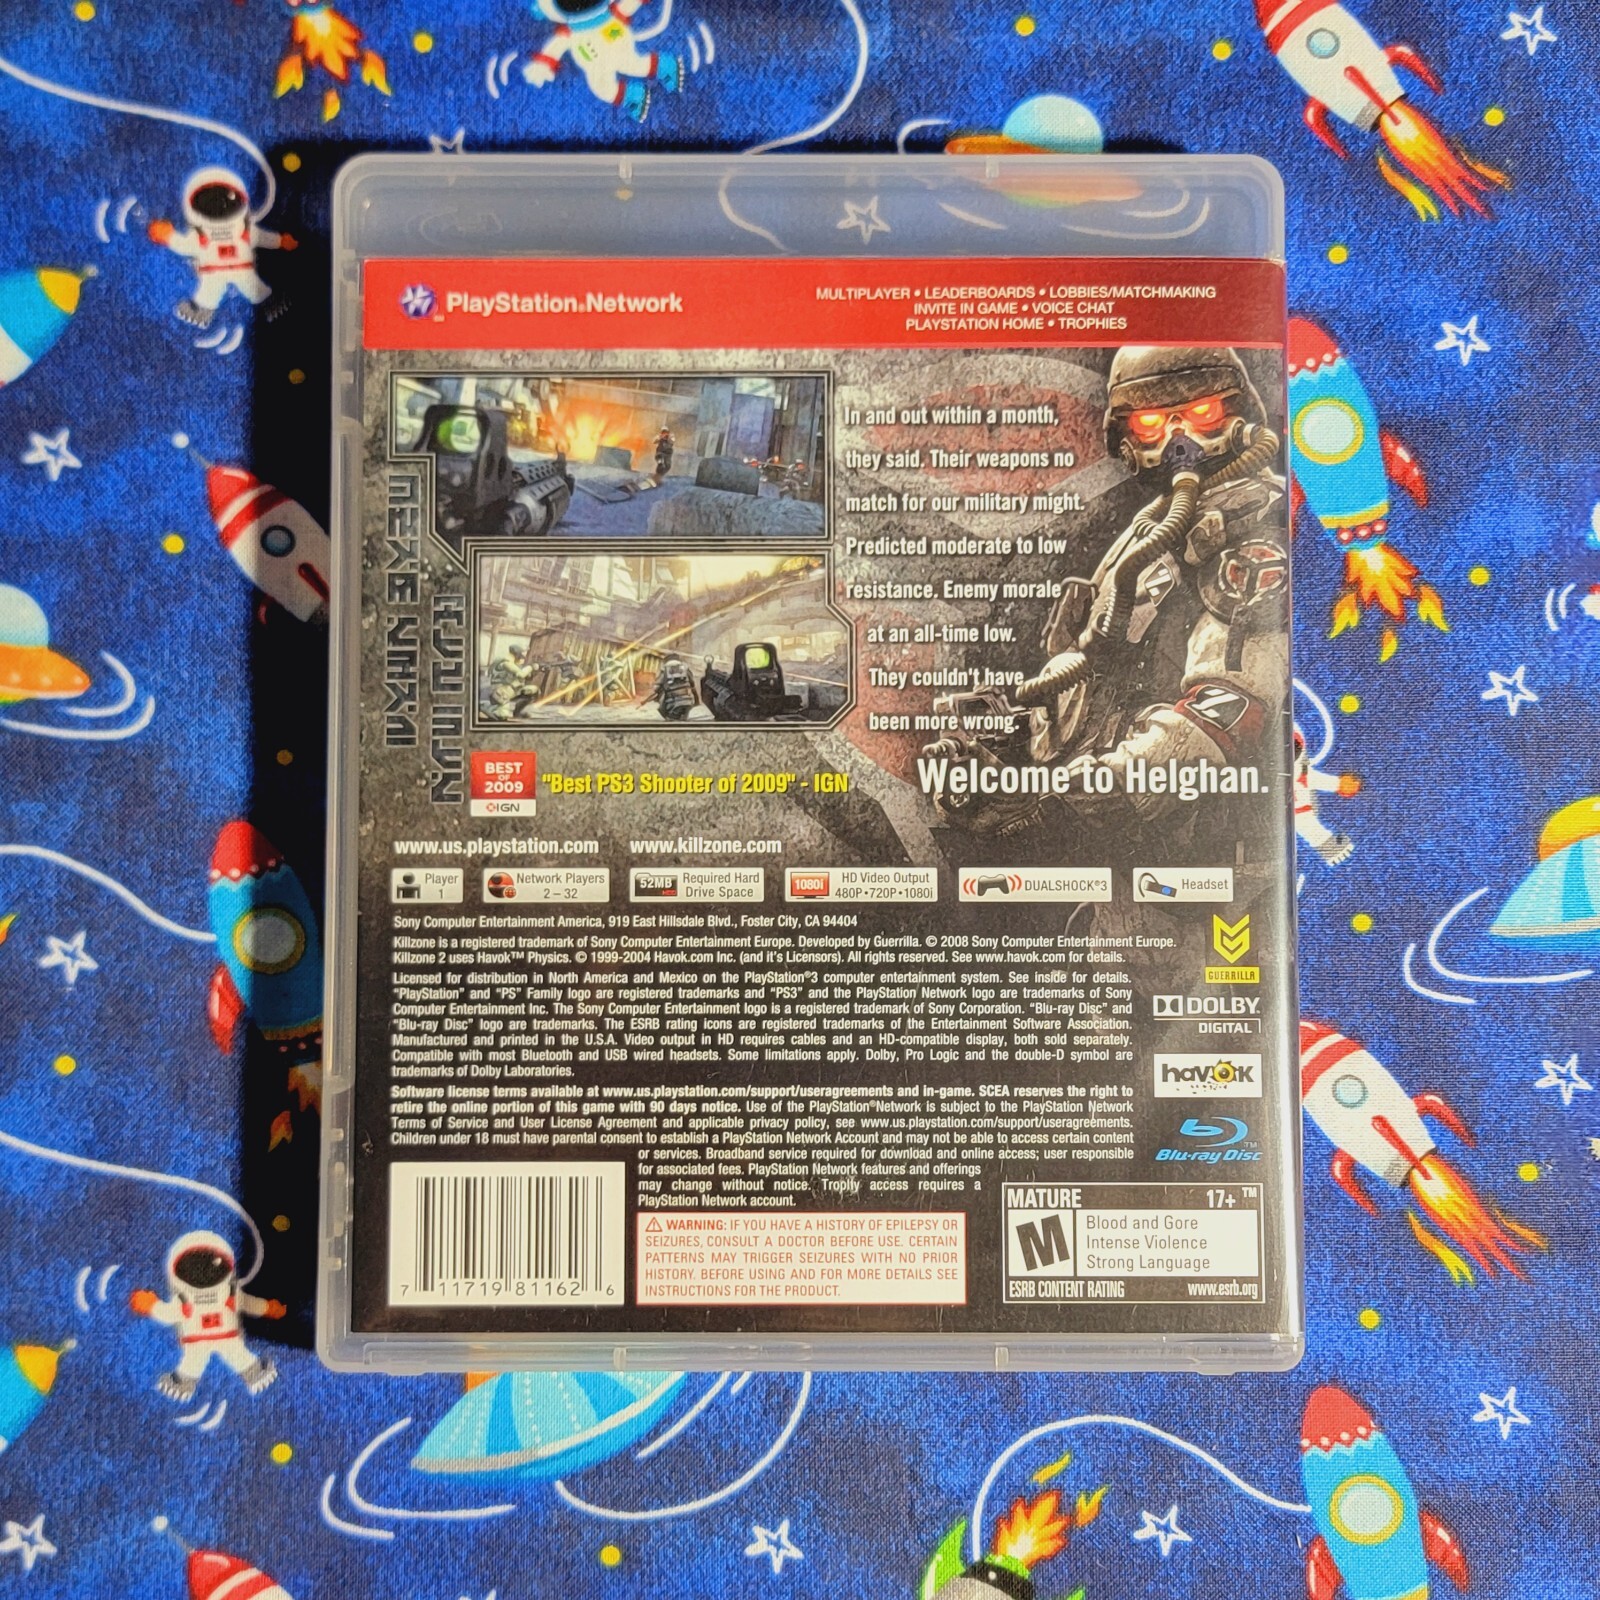 PlayStation®Network
MULTIPLAYER • LEADERBOARDS • LOBBIES/MATCHMAKING
INVITE IN GAME • VOICE CHAT
PLAYSTATION HOME • TROPHIES
In and out within a month,
they said. Their weapons no
match for our military might.
Predicted moderate to low
resistance. Enemy morale
at an all-time low.
They couldn't have
been more wrong.
Welcome to Helghan.
BEST
OF
2009
IGN
"Best PS3 Shooter of 2009" - IGN
www.us.playstation.com www.killzone.com
Player
1
Network Players
2 – 32
52MB
Required Hard
Drive Space
1080i
HD Video Output
480P•720P•1080i
DUALSHOCK®3
Headset
Sony Computer Entertainment America, 919 East Hillsdale Blvd., Foster City, CA 94404
Killzone is a registered trademark of Sony Computer Entertainment Europe. Developed by Guerrilla. © 2008 Sony Computer Entertainment Europe.
Killzone 2 uses Havok™ Physics. © 1999-2004 Havok.com Inc. (and it's Licensors). All rights reserved. See www.havok.com for details.
Licensed for distribution in North America and Mexico on the PlayStation®3 computer entertainment system. See inside for details.
"PlayStation" and "PS" Family logo are registered trademarks and "PS3" and the PlayStation Network logo are trademarks of Sony
Computer Entertainment Inc. The Sony Computer Entertainment logo is a registered trademark of Sony Corporation. "Blu-ray Disc" and
"Blu-ray Disc" logo are trademarks. The ESRB rating icons are registered trademarks of the Entertainment Software Association.
Manufactured and printed in the U.S.A. Video output in HD requires cables and an HD-compatible display, both sold separately.
Compatible with most Bluetooth and USB wired headsets. Some limitations apply. Dolby, Pro Logic and the double-D symbol are
trademarks of Dolby Laboratories.
Software license terms available at www.us.playstation.com/support/useragreements and in-game. SCEA reserves the right to
retire the online portion of this game with 90 days notice. Use of the PlayStation®Network is subject to the PlayStation Network
Terms of Service and User License Agreement and applicable privacy policy, see www.us.playstation.com/support/useragreements.
Children under 18 must have parental consent to establish a PlayStation Network Account and may not be able to access certain content
or services. Broadband service required for download and online access; user responsible
for associated fees. PlayStation Network features and offerings
may change without notice. Trophy access requires a
PlayStation Network account.
GUERRILLA
DOLBY
DIGITAL
havok
Blu-ray Disc™
7 11719 81162 6
WARNING: IF YOU HAVE A HISTORY OF EPILEPSY OR
SEIZURES, CONSULT A DOCTOR BEFORE USE. CERTAIN
PATTERNS MAY TRIGGER SEIZURES WITH NO PRIOR
HISTORY. BEFORE USING AND FOR MORE DETAILS SEE
INSTRUCTIONS FOR THE PRODUCT.
MATURE 17+ ™
M
Blood and Gore
Intense Violence
Strong Language
ESRB CONTENT RATING www.esrb.org